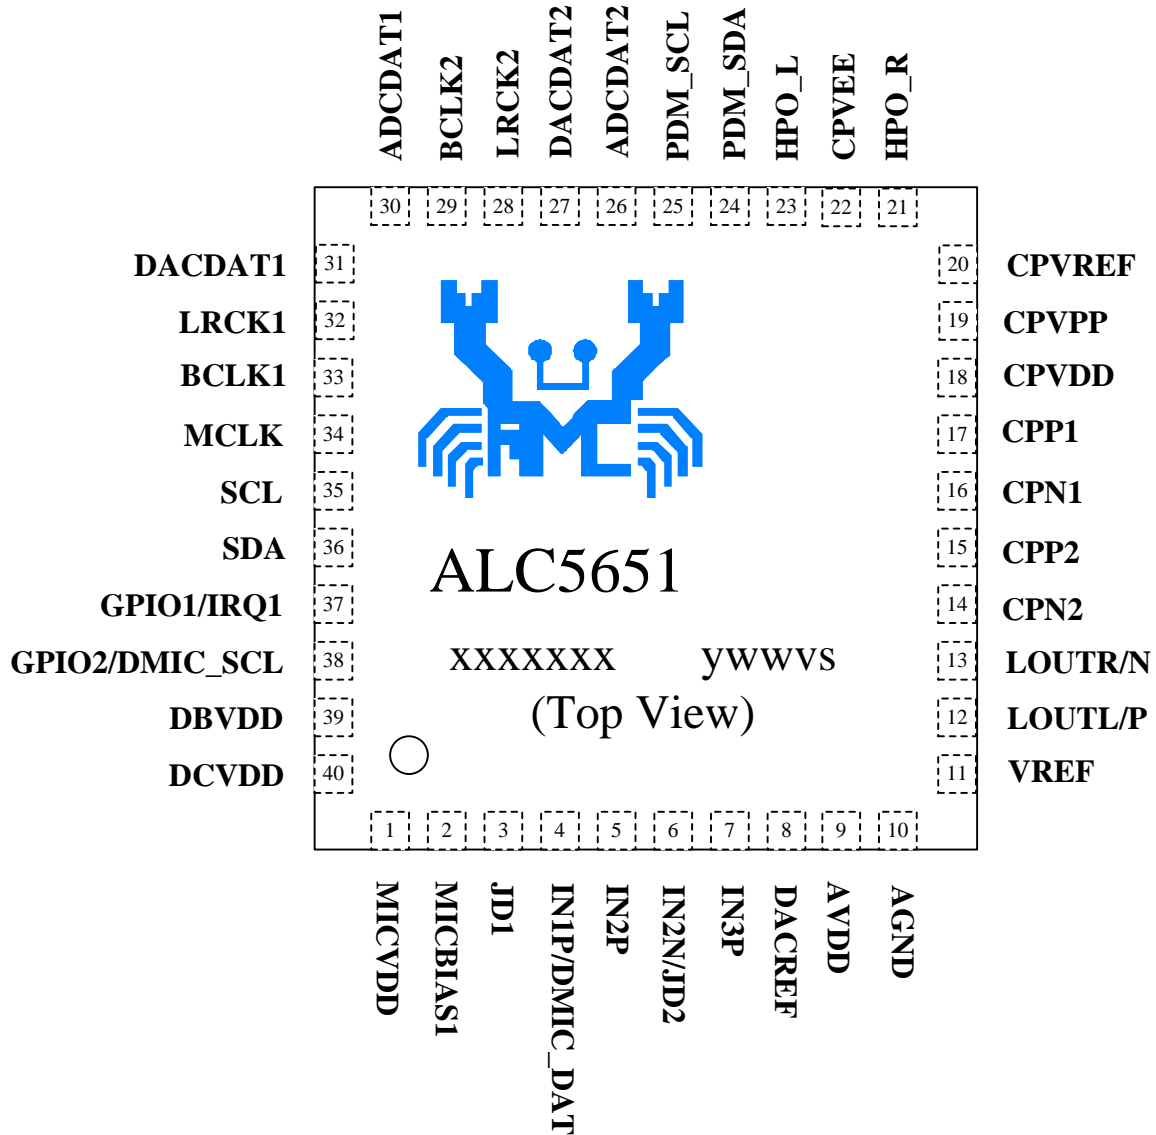 ADCDAT1
BCLK2
LRCK2
DACDAT2
ADCDAT2
PDM_SCL
PDM_SDA
HPO_L
CPVEE
HPO_R
30 29 28 27 26 25 24 23 22 21
DACDAT1 31 20 CPVREF
LRCK1 32 19 CPVPP
BCLK1 33 18 CPVDD
MCLK 34 17 CPP1
SCL 35 16 CPN1
SDA 36 15 CPP2
GPIO1/IRQ1 37 14 CPN2
GPIO2/DMIC_SCL 38 13 LOUTR/N
DBVDD 39 12 LOUTL/P
DCVDD 40 11 VREF
ALC5651
xxxxxxx ywwvs
(Top View)
1 2 3 4 5 6 7 8 9 10
MICVDD
MICBIAS1
JD1
IN1P/DMIC_DAT
IN2P
IN2N/JD2
IN3P
DACREF
AVDD
AGND